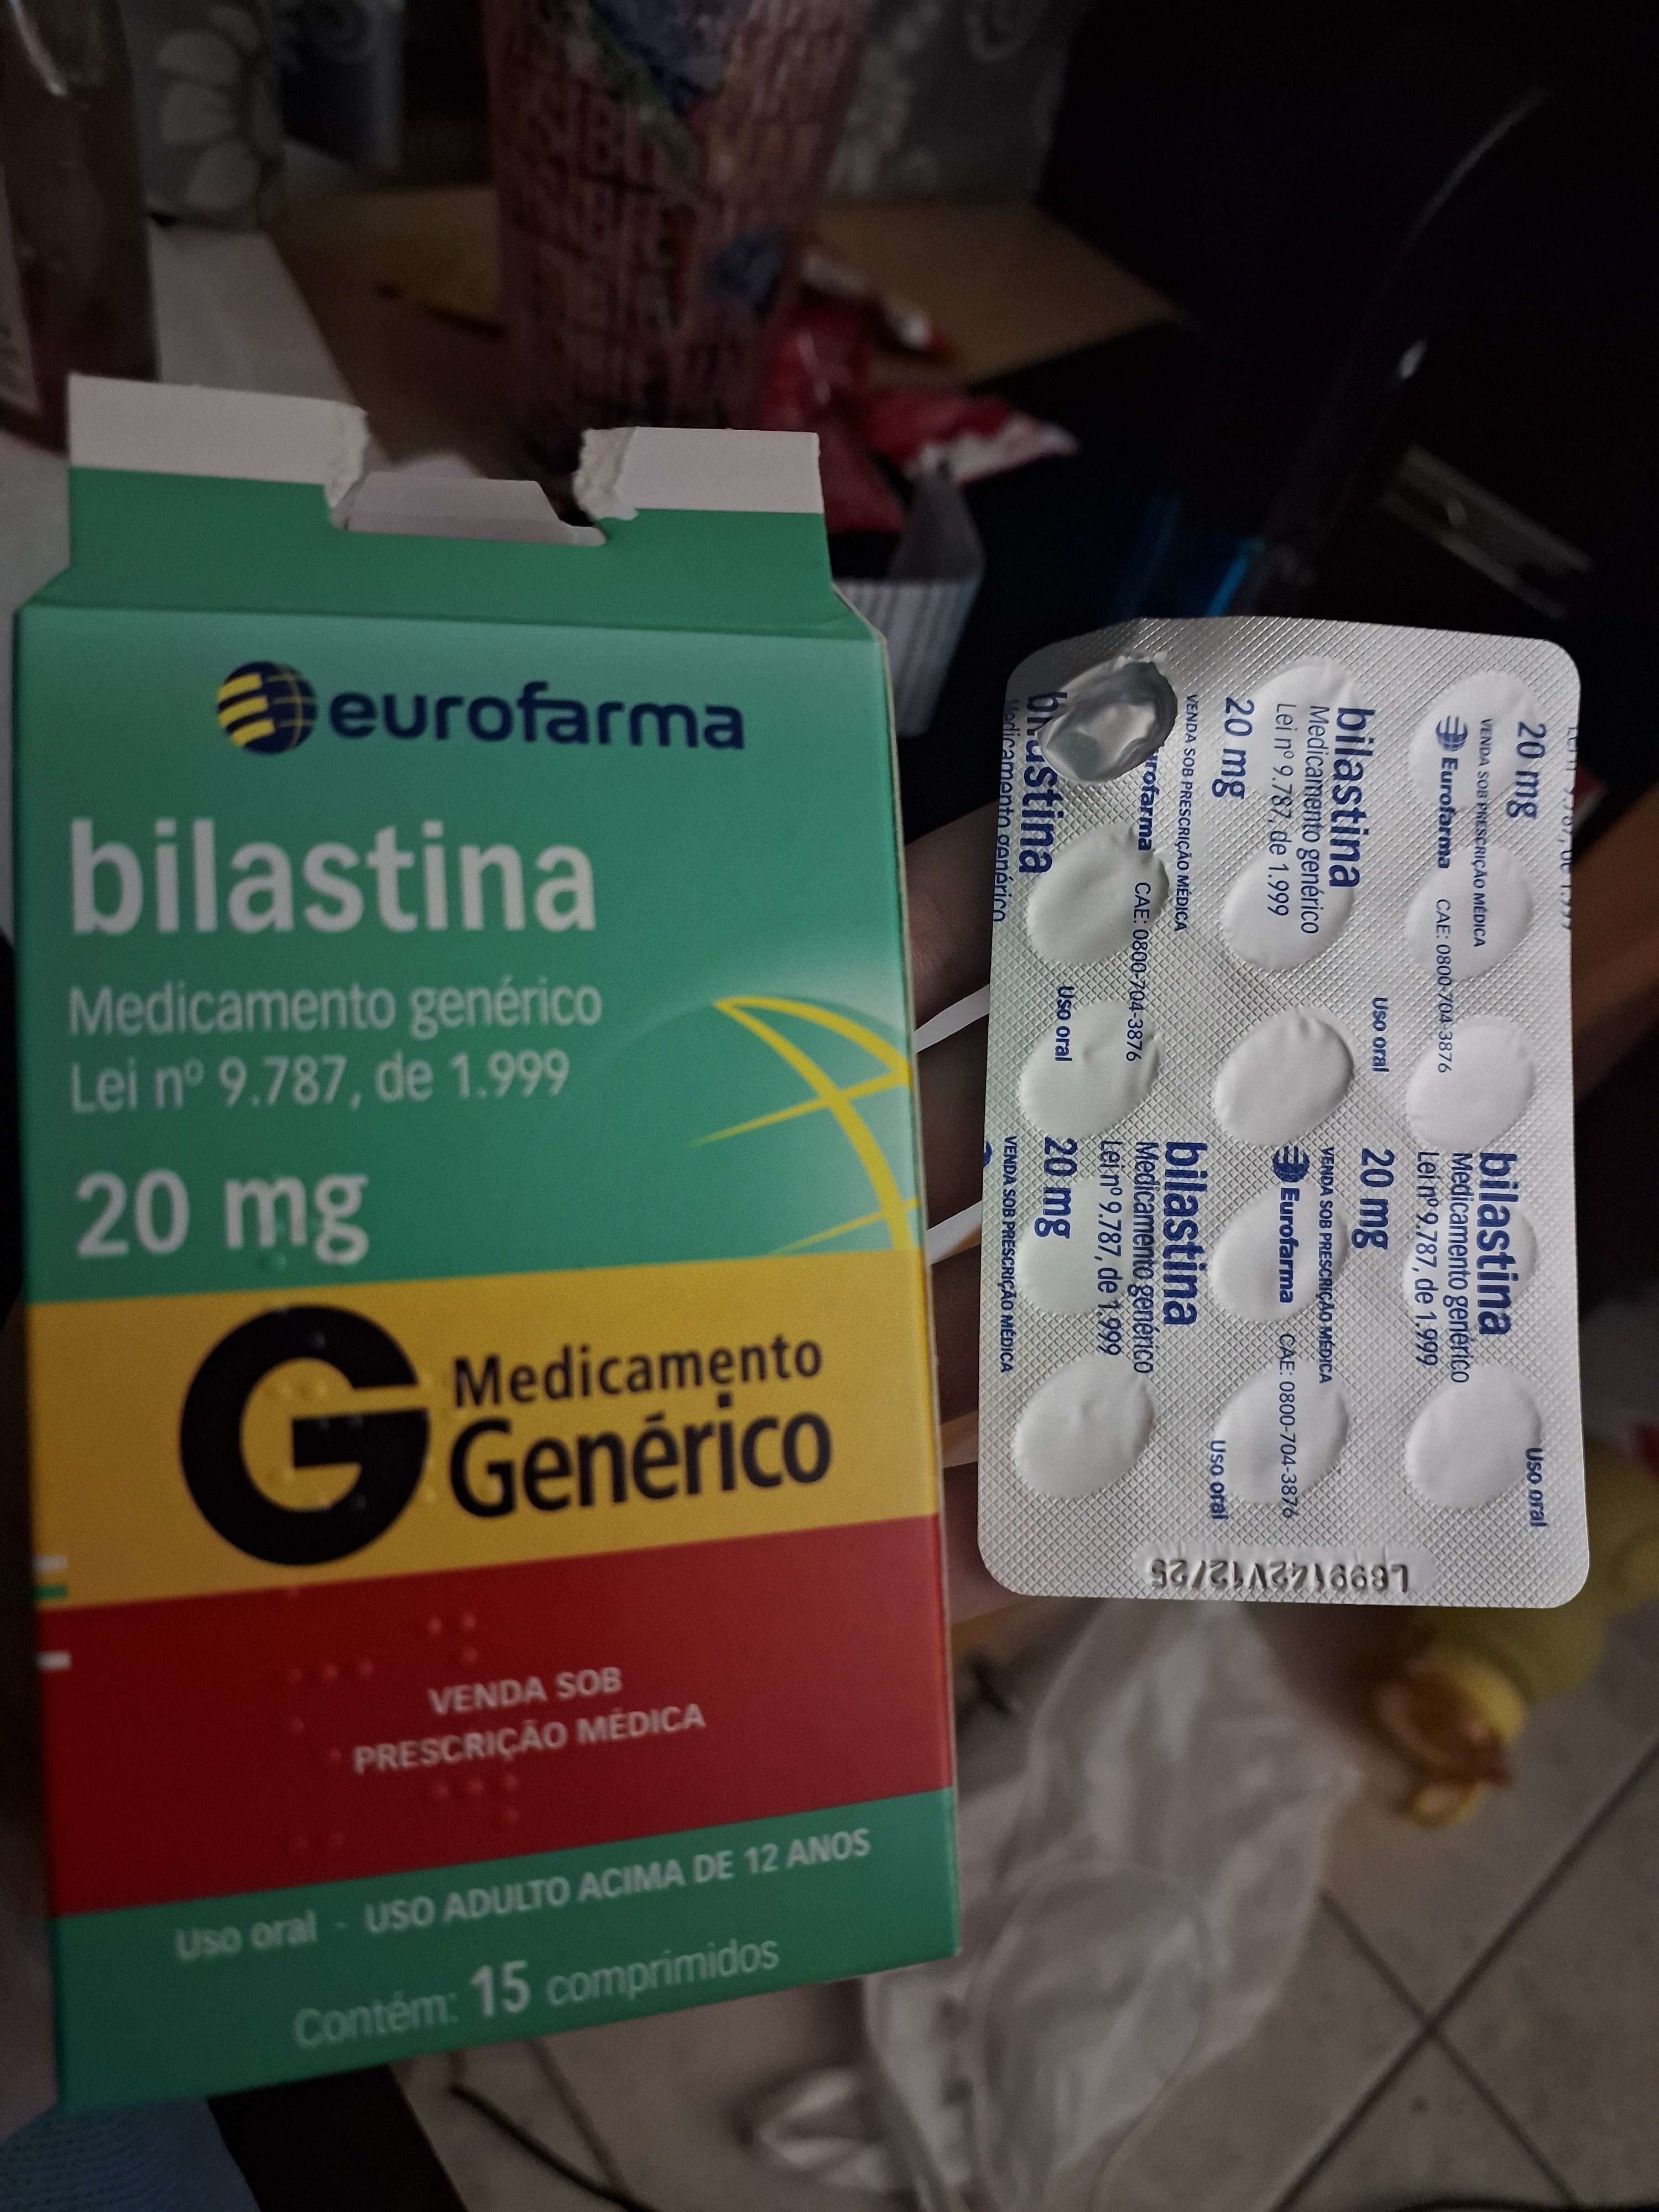 eurofarma
bilastina
Medicamento genérico
Lei nº 9.787, de 1.999
20 mg
G Medicamento
Genérico
VENDA SOB
PRESCRIÇÃO MÉDICA
Uso oral - USO ADULTO ACIMA DE 12 ANOS
Contém: 15 comprimidos
20 mg
VENDA SOB PRESCRIÇÃO MÉDICA
Eurofarma CAE: 0800-704-3876
Uso oral
bilastina
Medicamento genérico
Lei nº 9.787, de 1.999
20 mg
VENDA SOB PRESCRIÇÃO MÉDICA
CAE: 0800-704-3876
Uso oral
Medicamento genérico
bilastina
Medicamento genérico
Lei nº 9.787, de 1.999
20 mg
VENDA SOB PRESCRIÇÃO MÉDICA
Eurofarma CAE: 0800-704-3876
Uso oral
bilastina
Medicamento genérico
Lei nº 9.787, de 1.999
20 mg
VENDA SOB PRESCRIÇÃO MÉDICA